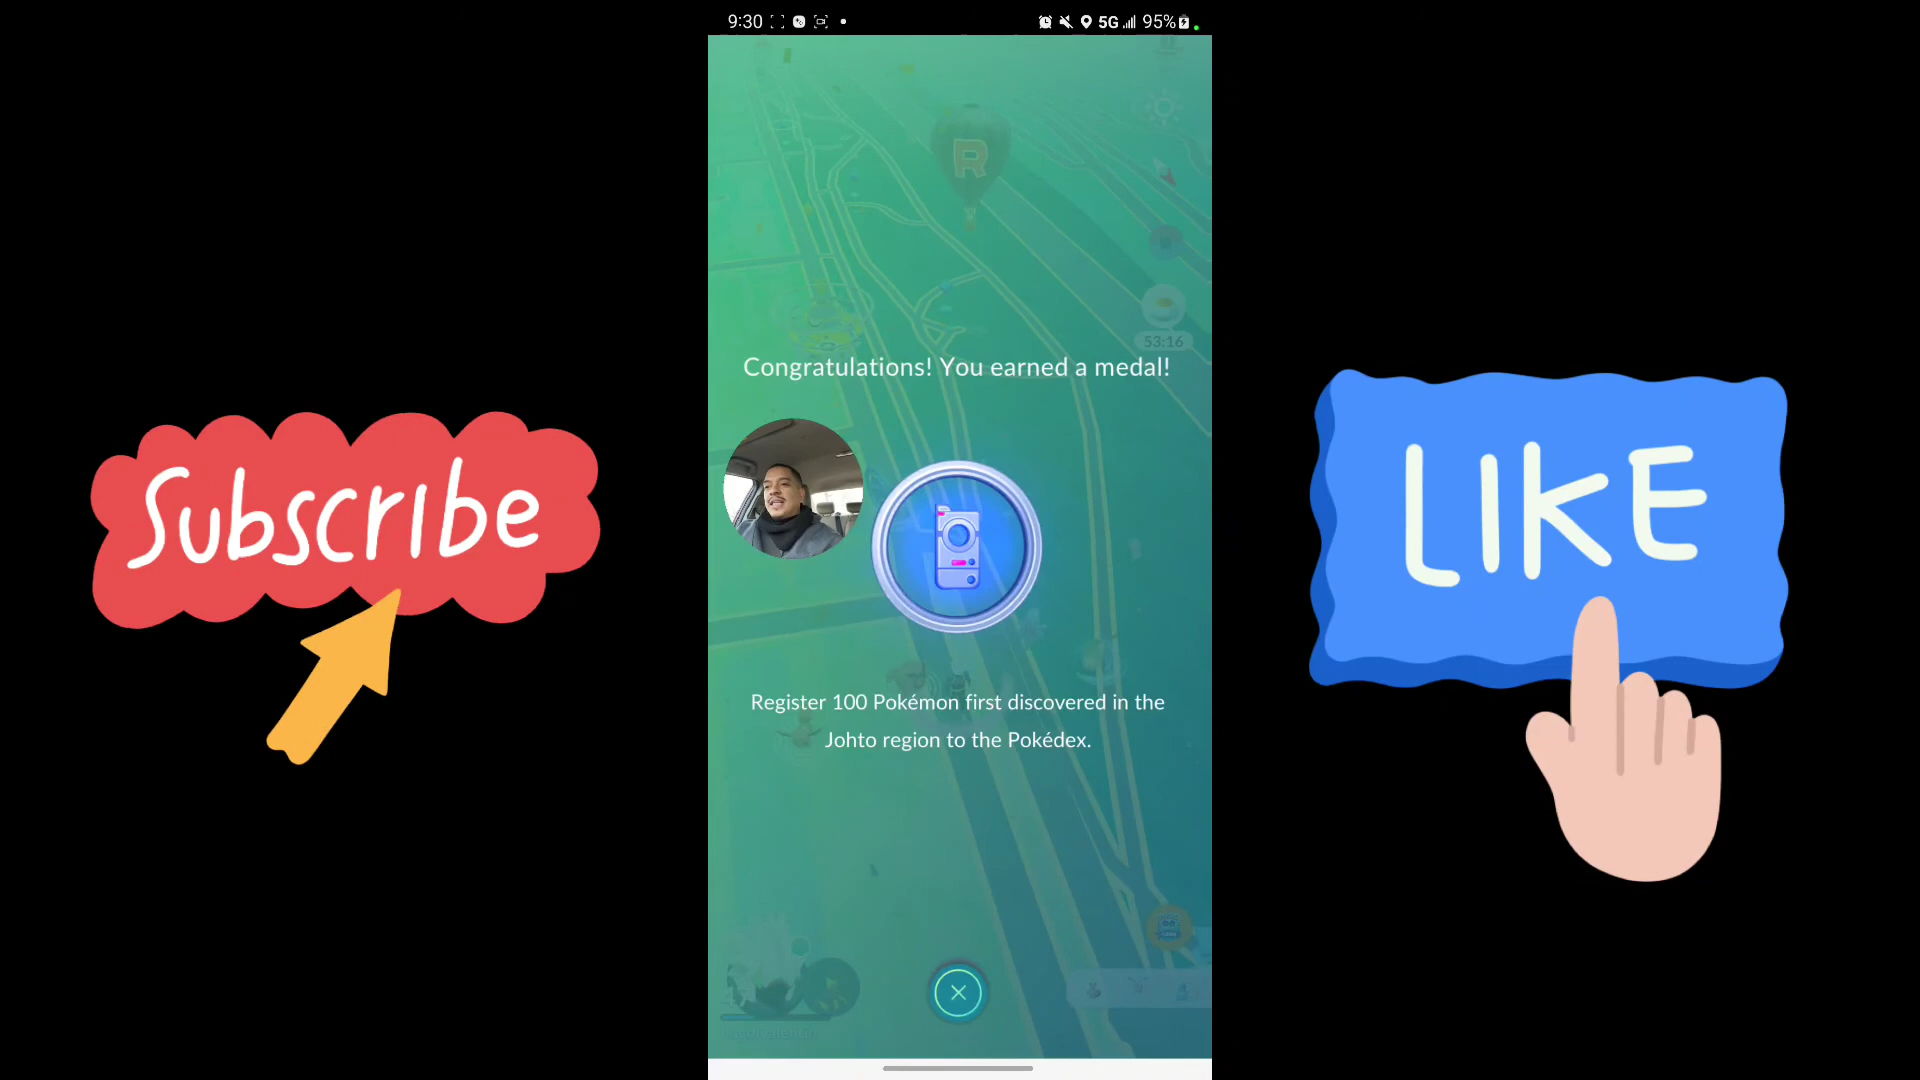 9:30
5G
95%
R
53:16
Congratulations! You earned a medal!
Subscribe
LIKE
Register 100 Pokémon first discovered in the
Johto region to the Pokédex.